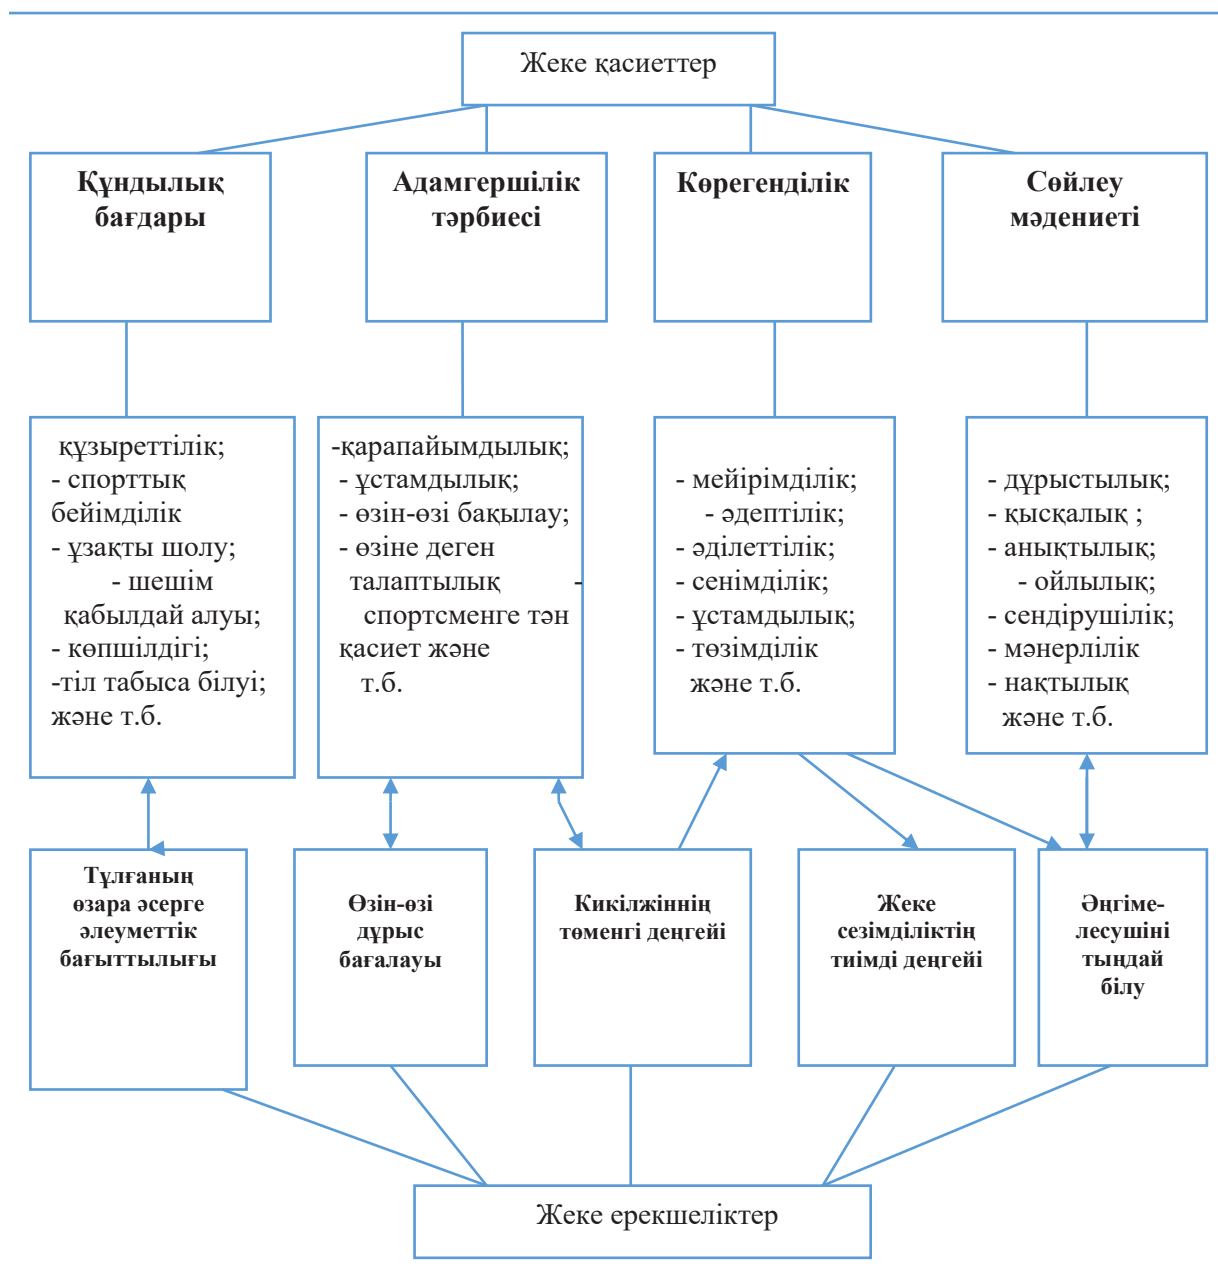 Жеке қасиеттер
Құндылық
бағдары
Адамгершілік
тәрбиесі
Көрегенділік
Сөйлеу
мәдениеті
құзыреттілік;
- спорттық
бейімділік
- ұзақты шолу;
- шешім
қабылдай алуы;
- көпшілдігі;
-тіл табыса білуі;
және т.б.
-қарапайымдылық;
- ұстамдылық;
- өзін-өзі бақылау;
- өзіне деген
талаптылық -
спортсменге тән
қасиет және
т.б.
- мейірімділік;
- әдептілік;
- әділеттілік;
- сенімділік;
- ұстамдылық;
- төзімділік
және т.б.
- дұрыстылық;
- қысқалық ;
- анықтылық;
- ойлылық;
- сендірушілік;
- мәнерлілік
- нақтылық
және т.б.
Тұлғаның
өзара әсерге
әлеуметтік
бағыттылығы
Өзін-өзі
дұрыс
бағалауы
Кикілжіннің
төменгі деңгейі
Жеке
сезімділіктің
тиімді деңгейі
Әңгіме-
лесушіні
тыңдай
білу
Жеке ерекшеліктер